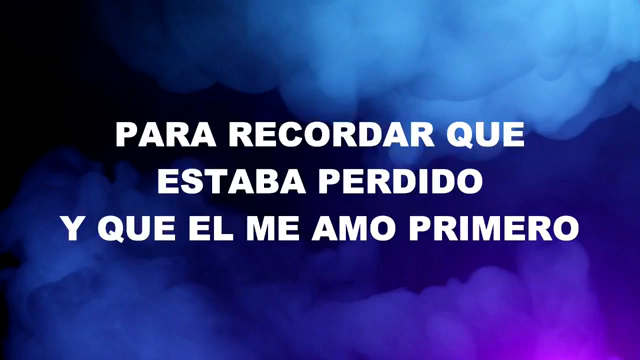 PARA RECORDAR QUE
ESTABA PERDIDO
Y QUE EL ME AMO PRIMERO